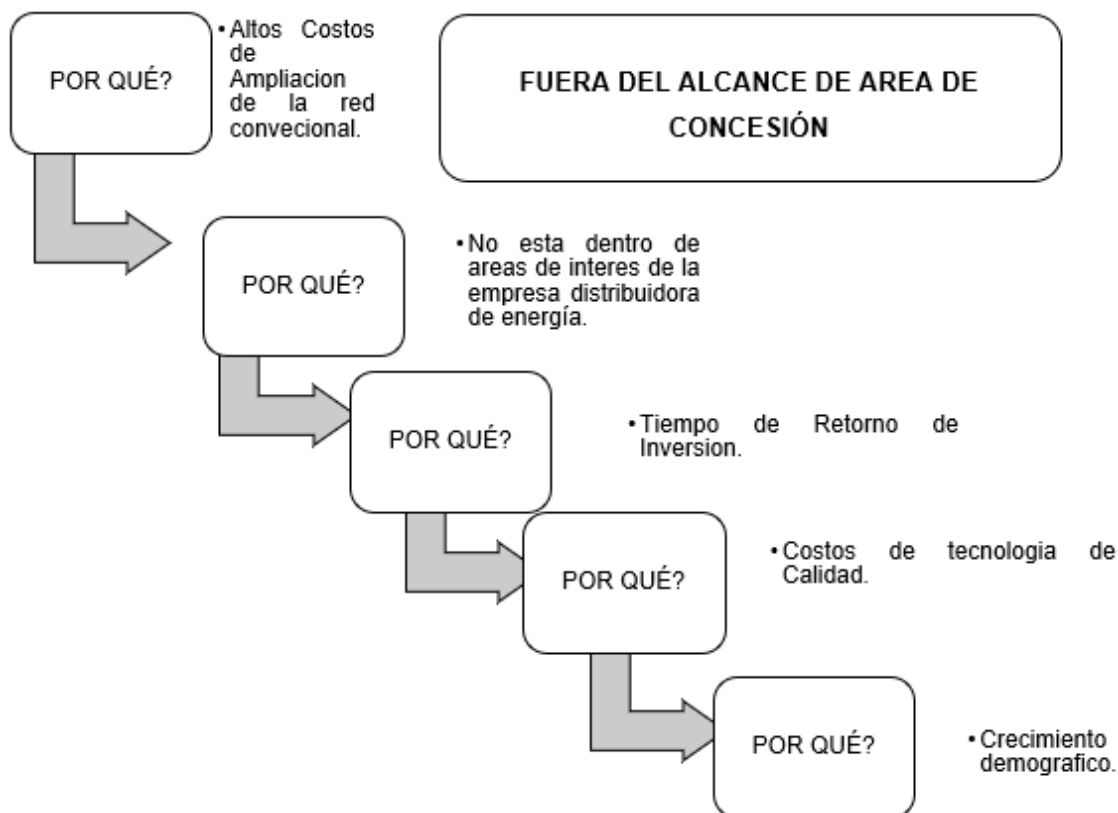 POR QUÉ?
• Altos Costos
de
Ampliacion
de la red
convecional.
FUERA DEL ALCANCE DE AREA DE
CONCESIÓN
POR QUÉ?
• No esta dentro de
areas de interes de la
empresa distribuidora
de energía.
POR QUÉ?
• Tiempo de Retorno de
Inversion.
POR QUÉ?
• Costos de tecnologia de
Calidad.
POR QUÉ?
• Crecimiento
demografico.